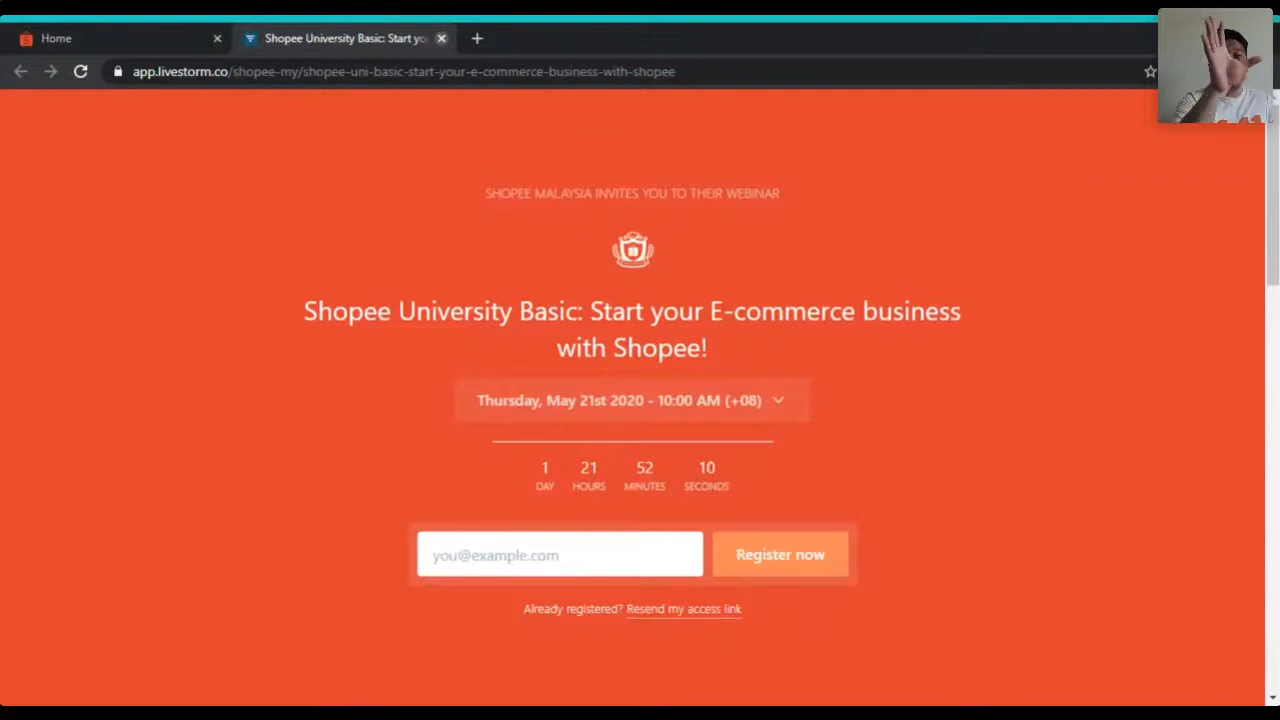 Home
Shopee University Basic: Start yo
app.livestorm.co/shopee-my/shopee-uni-basic-start-your-e-commerce-business-with-shopee
SHOPEE MALAYSIA INVITES YOU TO THEIR WEBINAR
Shopee University Basic: Start your E-commerce business
with Shopee!
Thursday, May 21st 2020 - 10:00 AM (+08)
1 21 52 10
DAY HOURS MINUTES SECONDS
you@example.com Register now
Already registered? Resend my access link